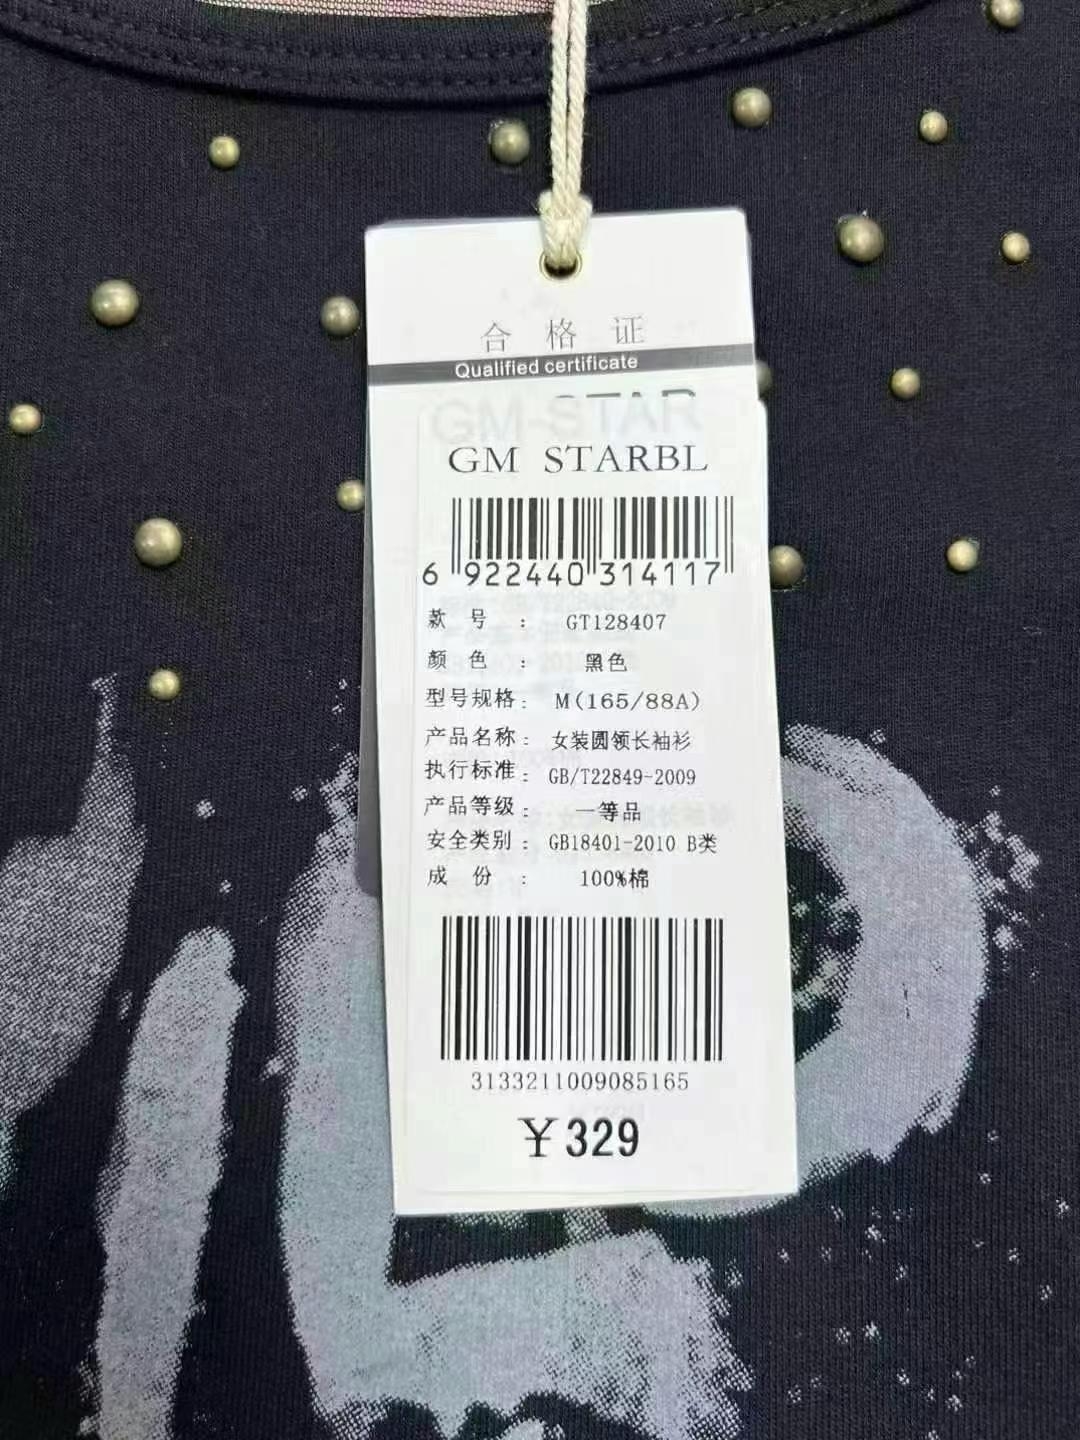 合格证
Qualified certificate
GM-STAR
GM STARBL
6 922440 314117
款号：GT128407
颜色：黑色
型号规格：M(165/88A)
产品名称：女装圆领长袖衫
执行标准：GB/T22849-2009
产品等级：一等品
安全类别：GB18401-2010 B类
成份：100%棉
3133211009085165
￥329